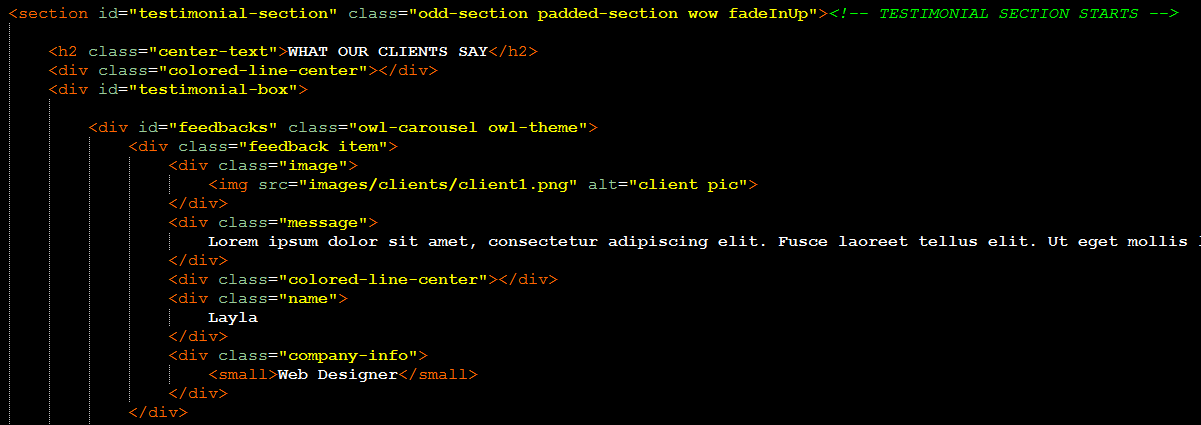 <section id="testimonial-section" class="odd-section padded-section wow fadeInUp"><!-- TESTIMONIAL SECTION STARTS -->
<h2 class="center-text">WHAT OUR CLIENTS SAY</h2>
<div class="colored-line-center"></div>
<div id="testimonial-box">
<div id="feedbacks" class="owl-carousel owl-theme">
<div class="feedback item">
<div class="image">
<img src="images/clients/client1.png" alt="client pic">
</div>
<div class="message">
Lorem ipsum dolor sit amet, consectetur adipiscing elit. Fusce laoreet tellus elit. Ut eget mollis
</div>
<div class="colored-line-center"></div>
<div class="name">
Layla
</div>
<div class="company-info">
<small>Web Designer</small>
</div>
</div>